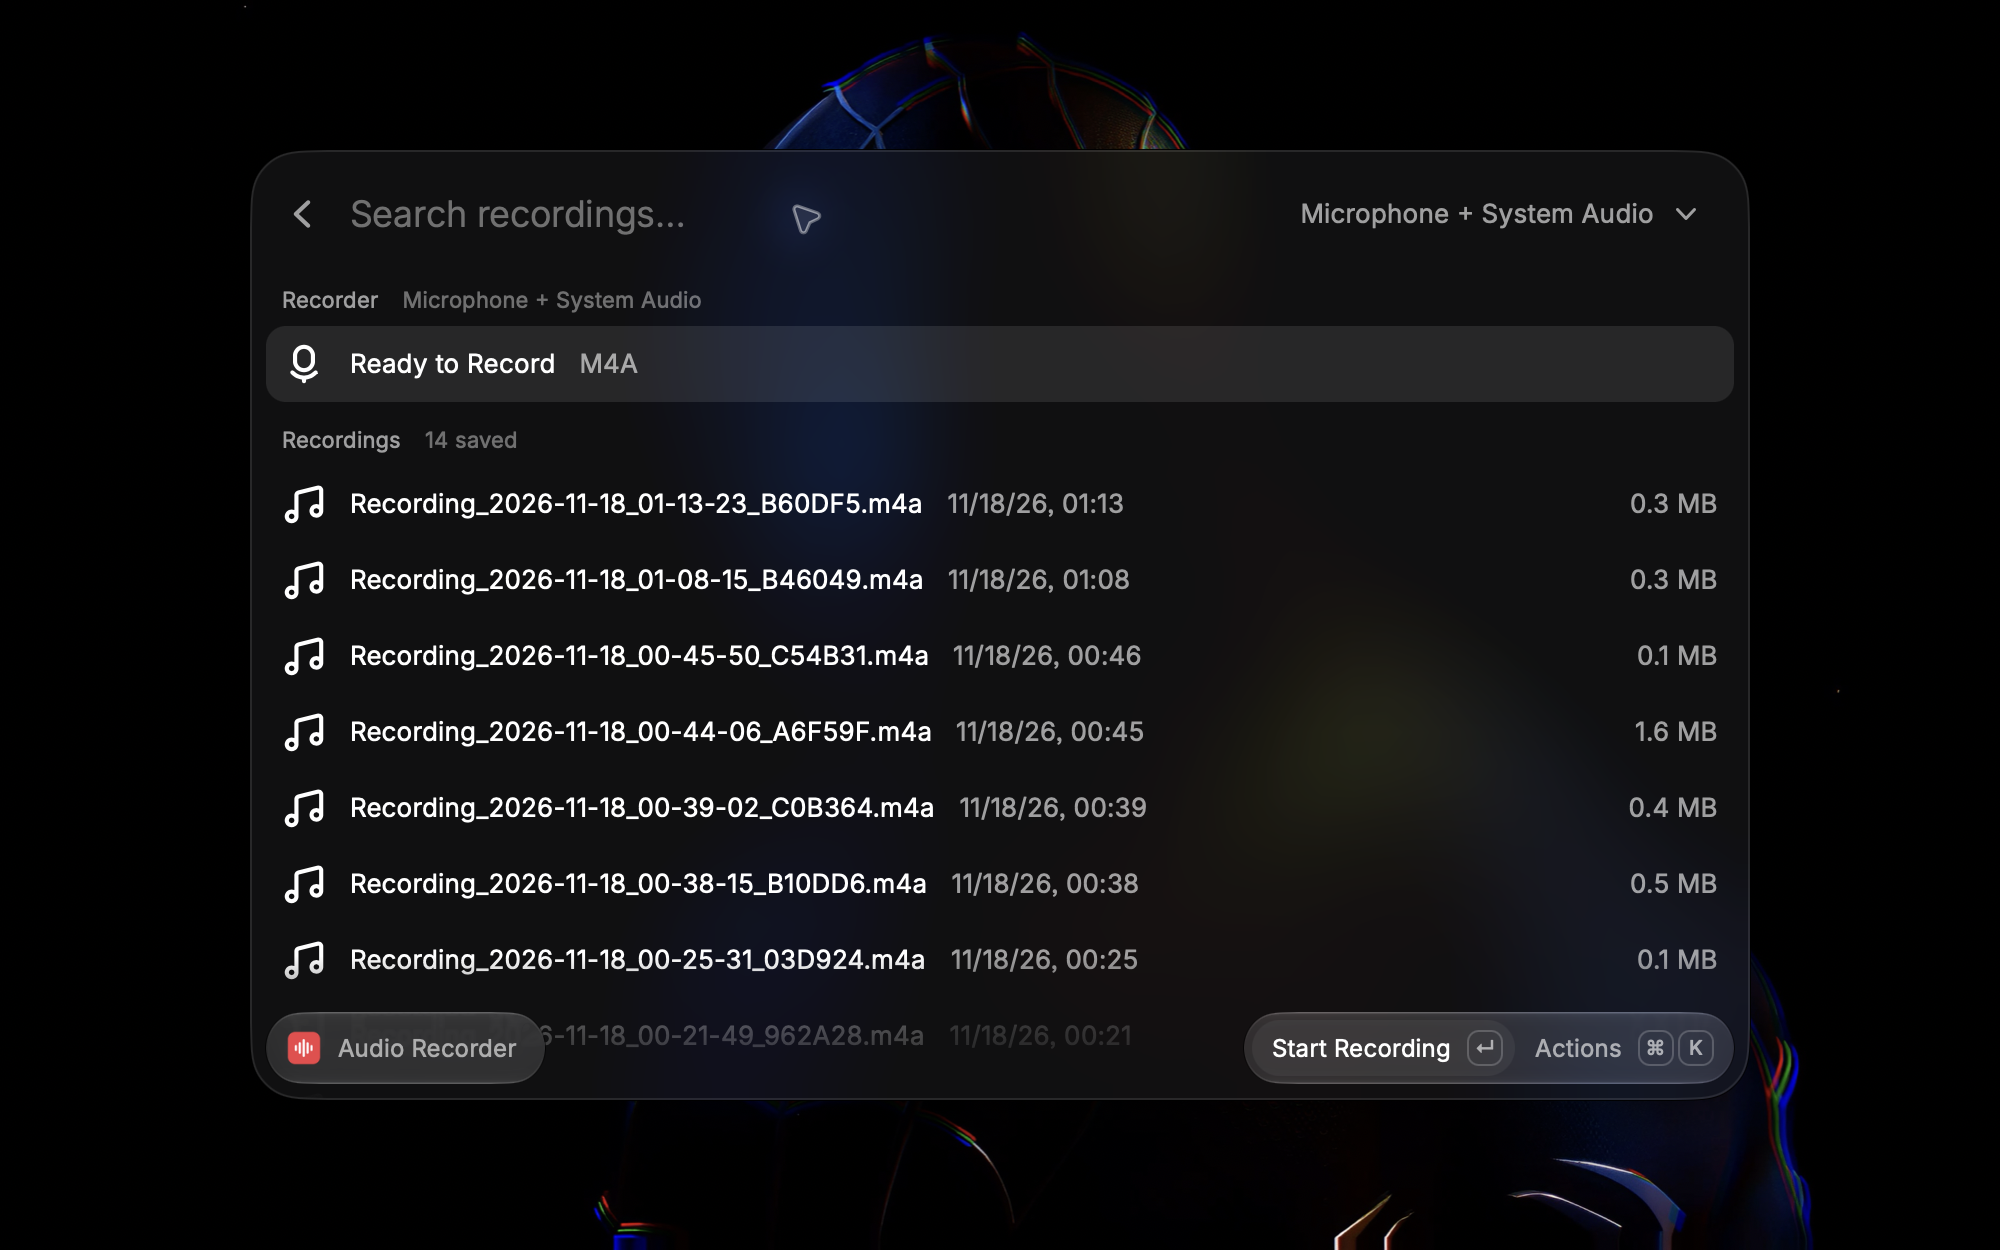 Search recordings...
Microphone + System Audio
Recorder Microphone + System Audio
Ready to Record M4A
Recordings 14 saved
Recording_2026-11-18_01-13-23_B60DF5.m4a 11/18/26, 01:13 0.3 MB
Recording_2026-11-18_01-08-15_B46049.m4a 11/18/26, 01:08 0.3 MB
Recording_2026-11-18_00-45-50_C54B31.m4a 11/18/26, 00:46 0.1 MB
Recording_2026-11-18_00-44-06_A6F59F.m4a 11/18/26, 00:45 1.6 MB
Recording_2026-11-18_00-39-02_C0B364.m4a 11/18/26, 00:39 0.4 MB
Recording_2026-11-18_00-38-15_B10DD6.m4a 11/18/26, 00:38 0.5 MB
Recording_2026-11-18_00-25-31_03D924.m4a 11/18/26, 00:25 0.1 MB
6-11-18_00-21-49_962A28.m4a 11/18/26, 00:21
Audio Recorder
Start Recording ↵ Actions ⌘ K